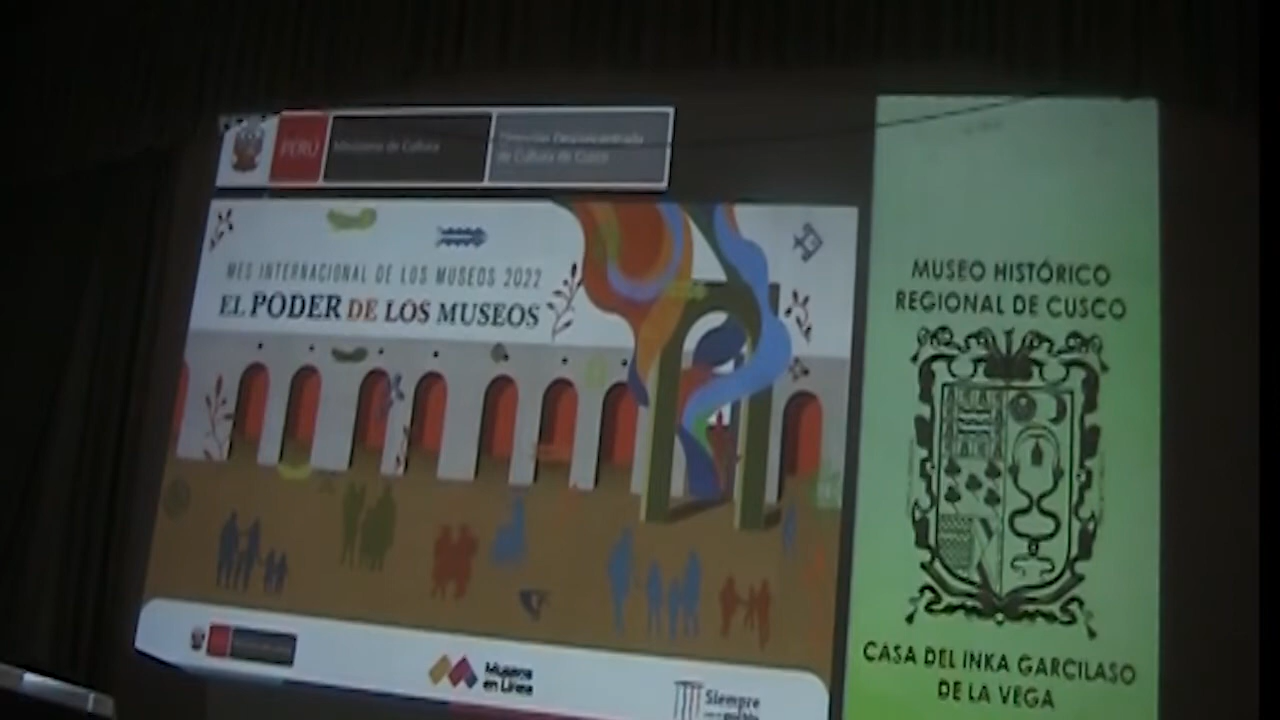 PERÚ
Ministerio de Cultura
Dirección Desconcentrada
de Cultura de Cusco
MES INTERNACIONAL DE LOS MUSEOS 2022
EL PODER DE LOS MUSEOS
Museos
en Línea
Siempre
MUSEO HISTÓRICO
REGIONAL DE CUSCO
CASA DEL INKA GARCILASO
DE LA VEGA